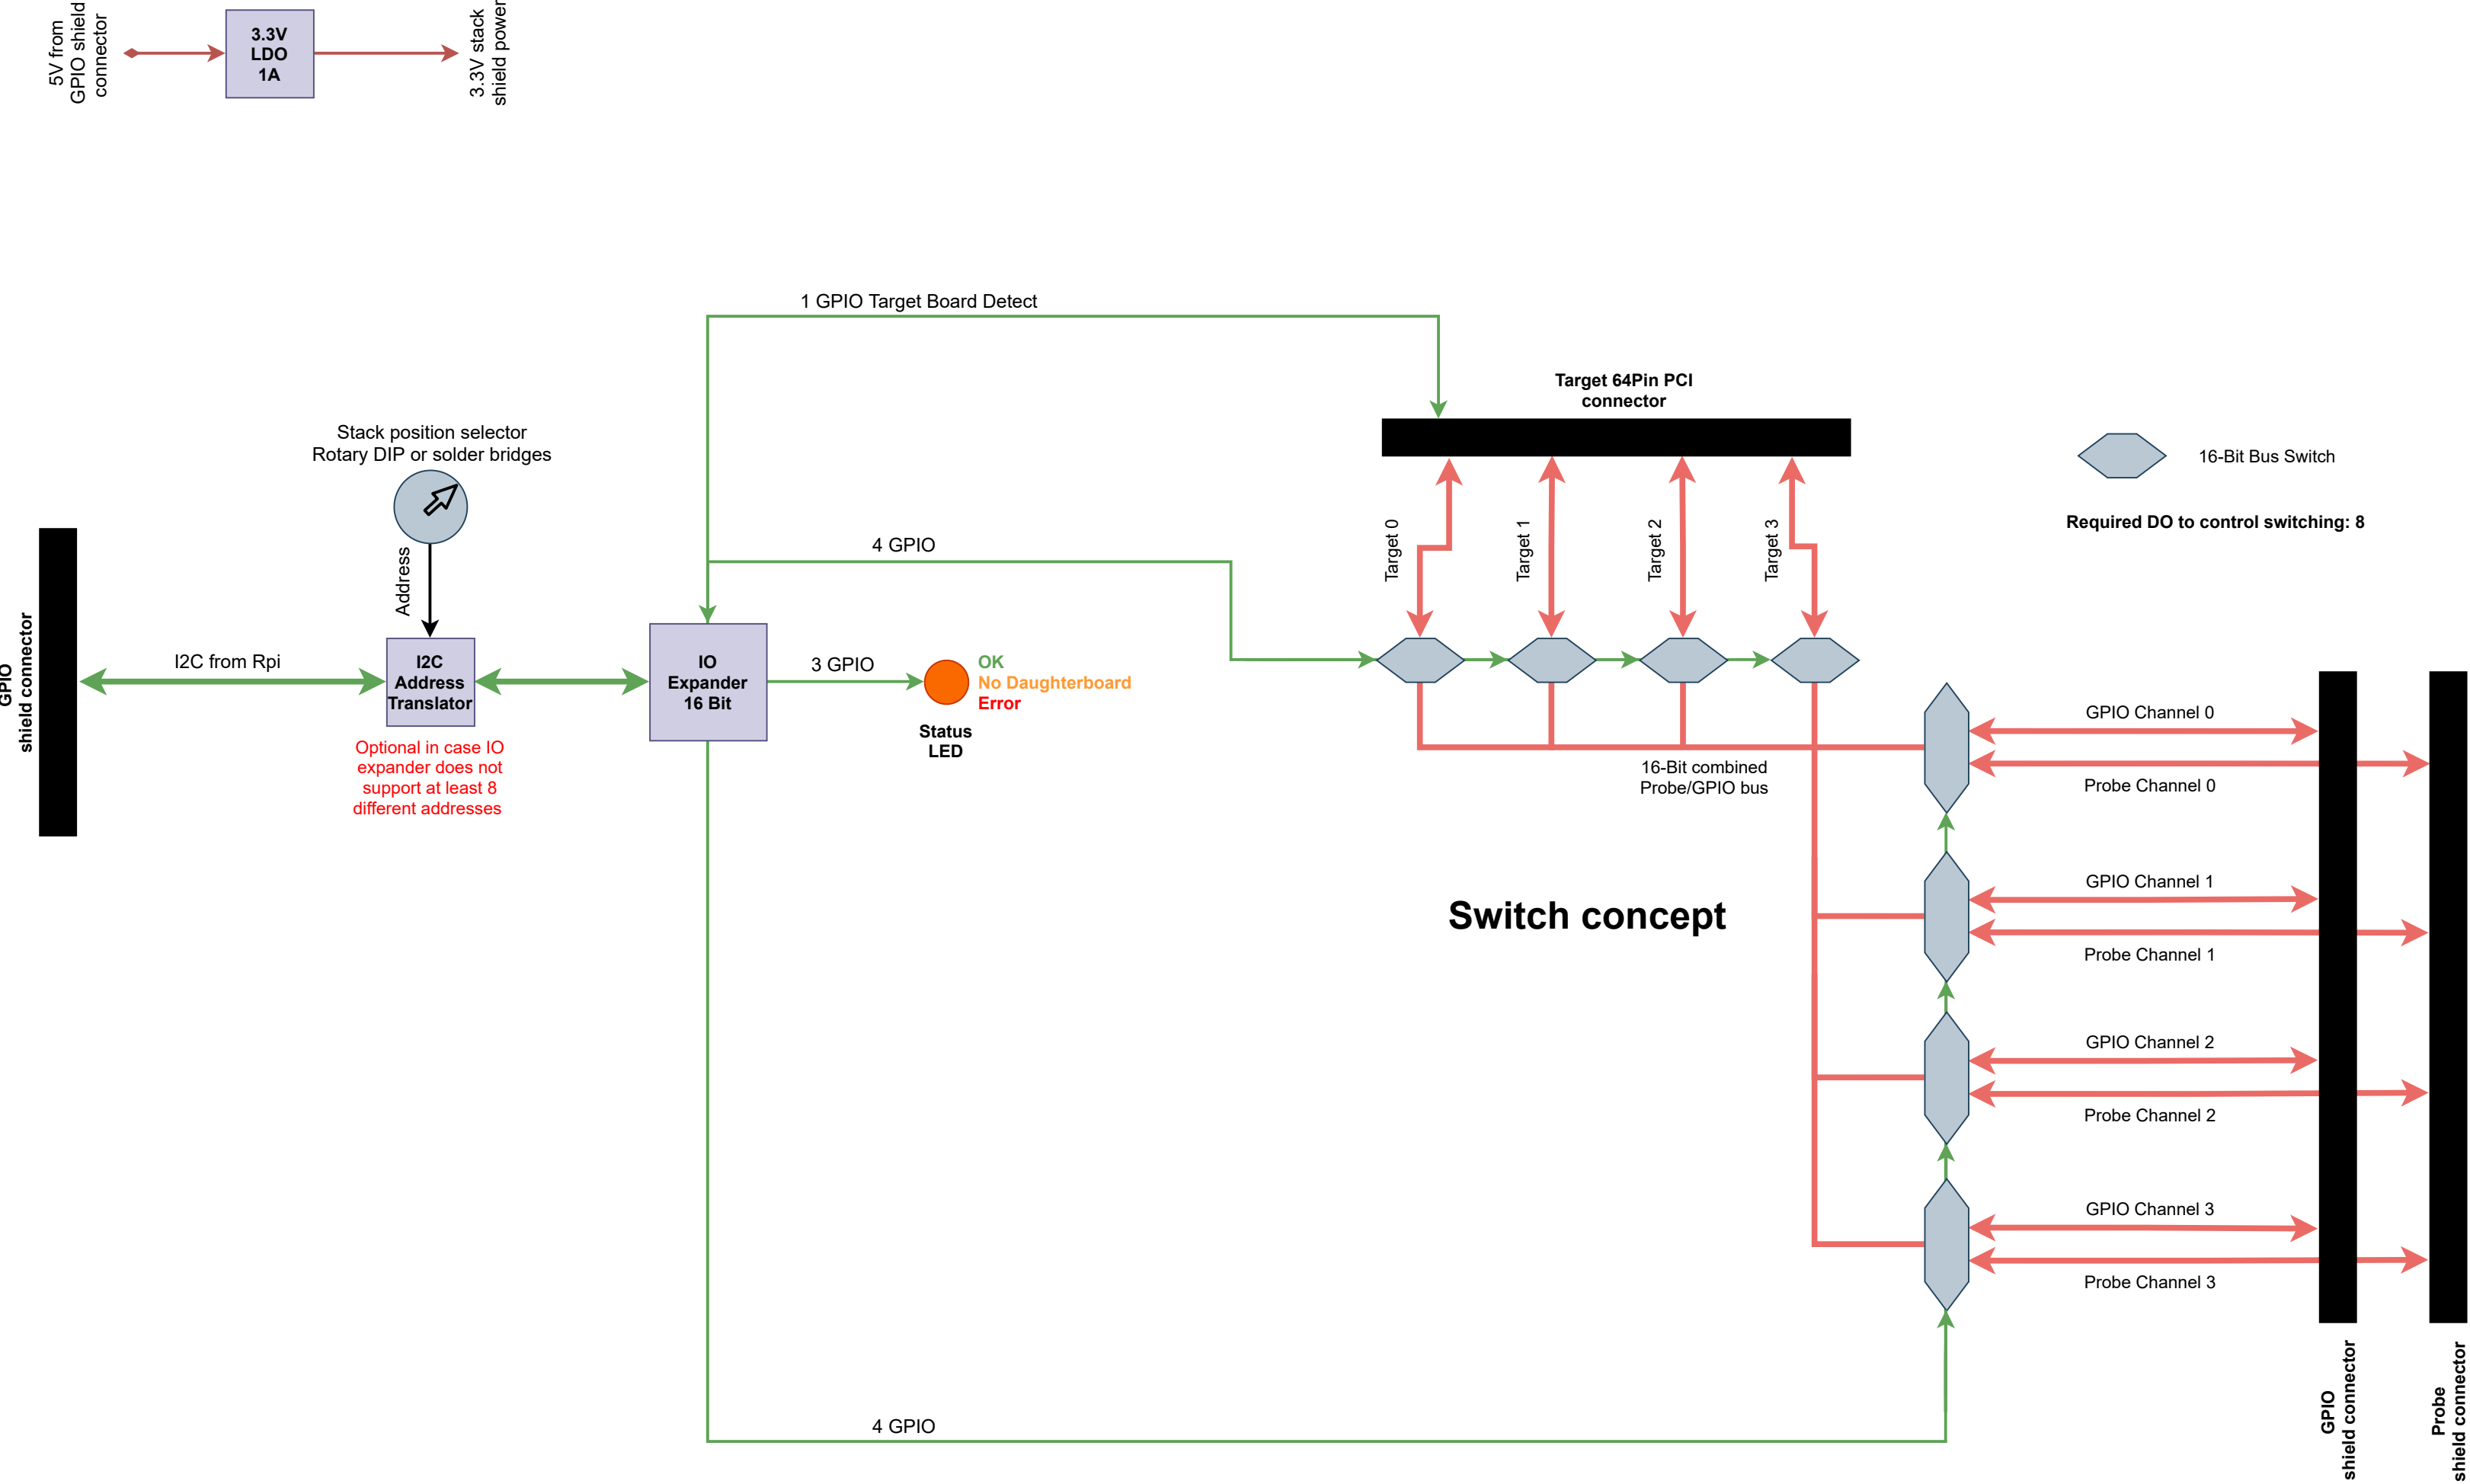 5V from
GPIO shield
connector
3.3V
LDO
1A
3.3V stack
shield power
1 GPIO Target Board Detect
Target 64Pin PCI
connector
Stack position selector
Rotary DIP or solder bridges
16-Bit Bus Switch
Required DO to control switching: 8
4 GPIO
Target 0
Target 1
Target 2
Target 3
Address
GPIO
shield connector
I2C from Rpi
I2C
Address
Translator
IO
Expander
16 Bit
3 GPIO
OK
No Daughterboard
Error
Status
LED
Optional in case IO
expander does not
support at least 8
different addresses
16-Bit combined
Probe/GPIO bus
GPIO Channel 0
Probe Channel 0
Switch concept
GPIO Channel 1
Probe Channel 1
GPIO Channel 2
Probe Channel 2
GPIO Channel 3
Probe Channel 3
4 GPIO
GPIO
shield connector
Probe
shield connector